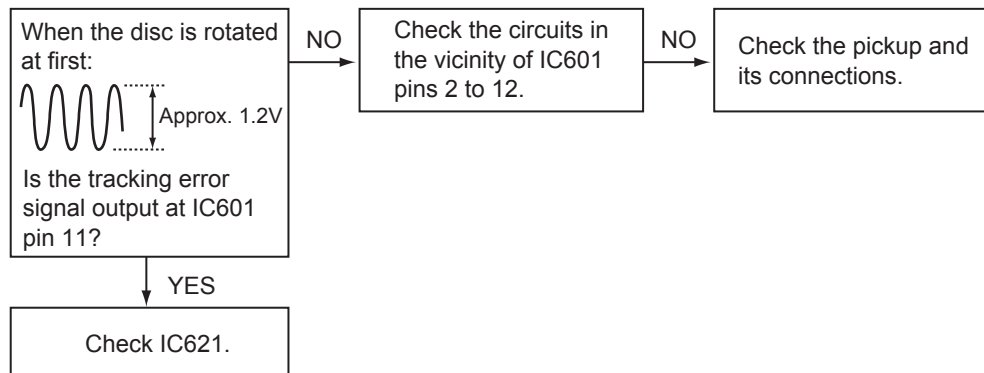 When the disc is rotated
at first:
Approx. 1.2V
Is the tracking error
signal output at IC601
pin 11?
NO
Check the circuits in
the vicinity of IC601
pins 2 to 12.
NO
Check the pickup and
its connections.
YES
Check IC621.